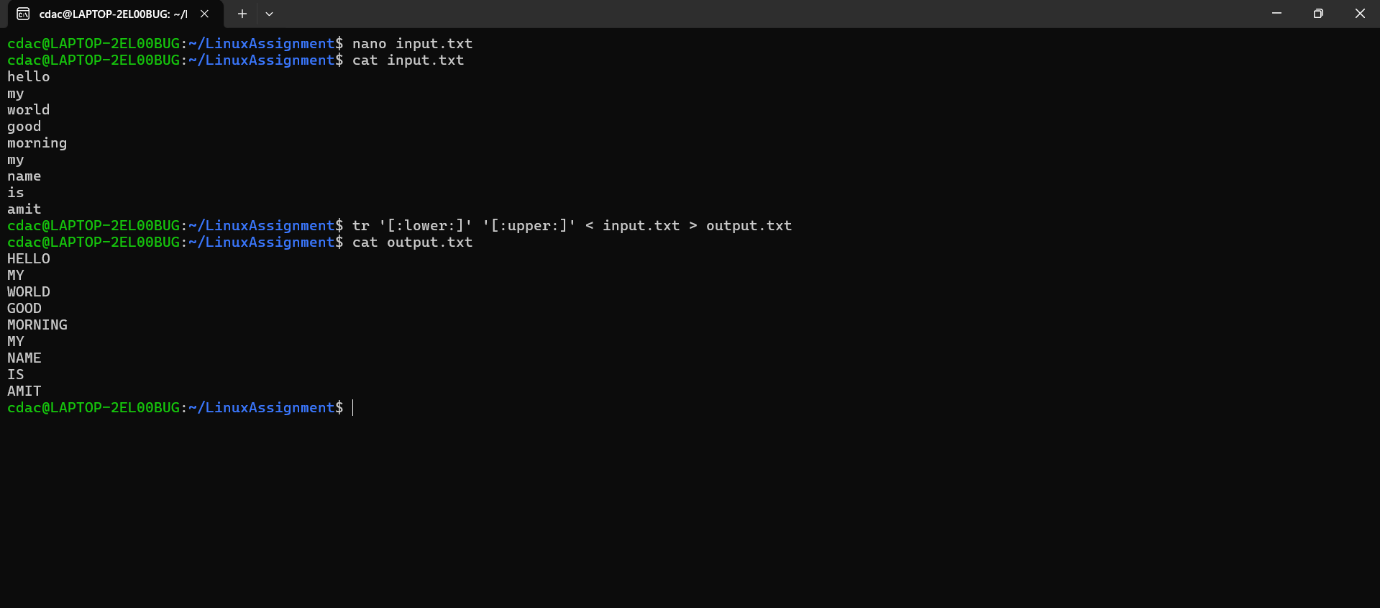 cdac@LAPTOP-2EL00BUG: ~/l
cdac@LAPTOP-2EL00BUG:~/LinuxAssignment$ nano input.txt
cdac@LAPTOP-2EL00BUG:~/LinuxAssignment$ cat input.txt
hello
my
world
good
morning
my
name
is
amit
cdac@LAPTOP-2EL00BUG:~/LinuxAssignment$ tr '[:lower:]' '[:upper:]' < input.txt > output.txt
cdac@LAPTOP-2EL00BUG:~/LinuxAssignment$ cat output.txt
HELLO
MY
WORLD
GOOD
MORNING
MY
NAME
IS
AMIT
cdac@LAPTOP-2EL00BUG:~/LinuxAssignment$